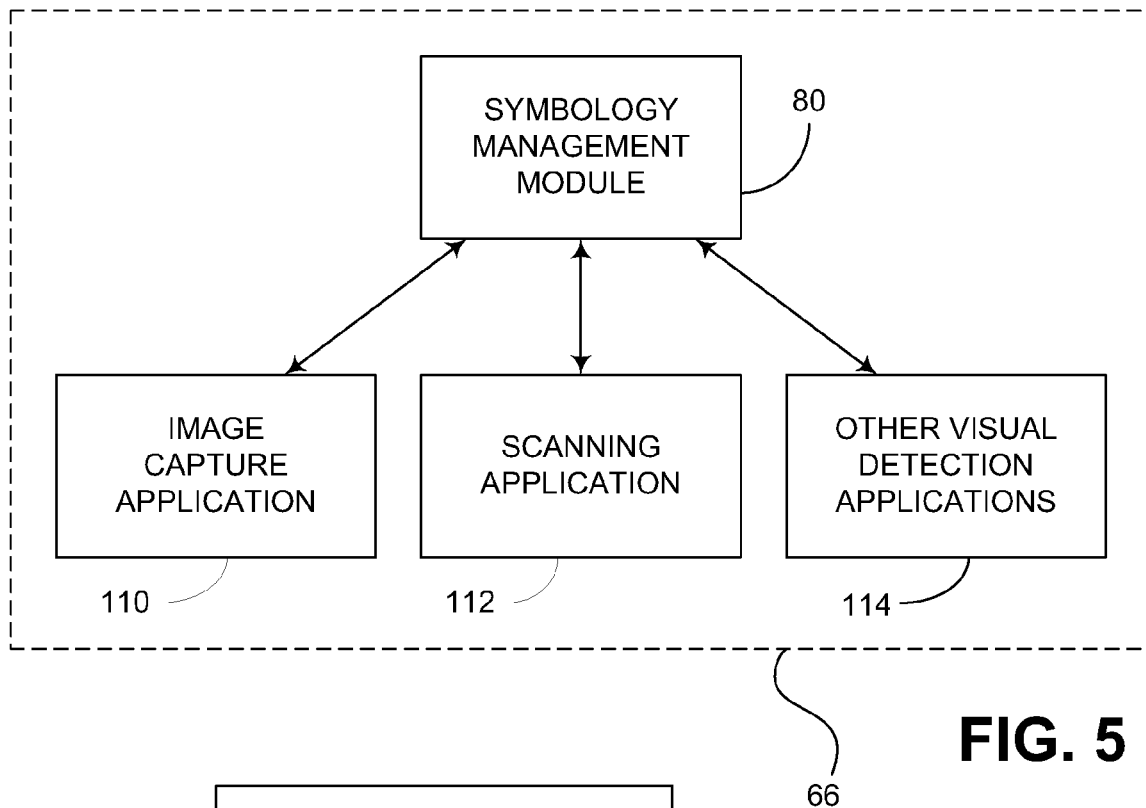 SYMBOLOGY
MANAGEMENT
MODULE
80
IMAGE
CAPTURE
APPLICATION
SCANNING
APPLICATION
OTHER VISUAL
DETECTION
APPLICATIONS
110
112
114
FIG. 5
66